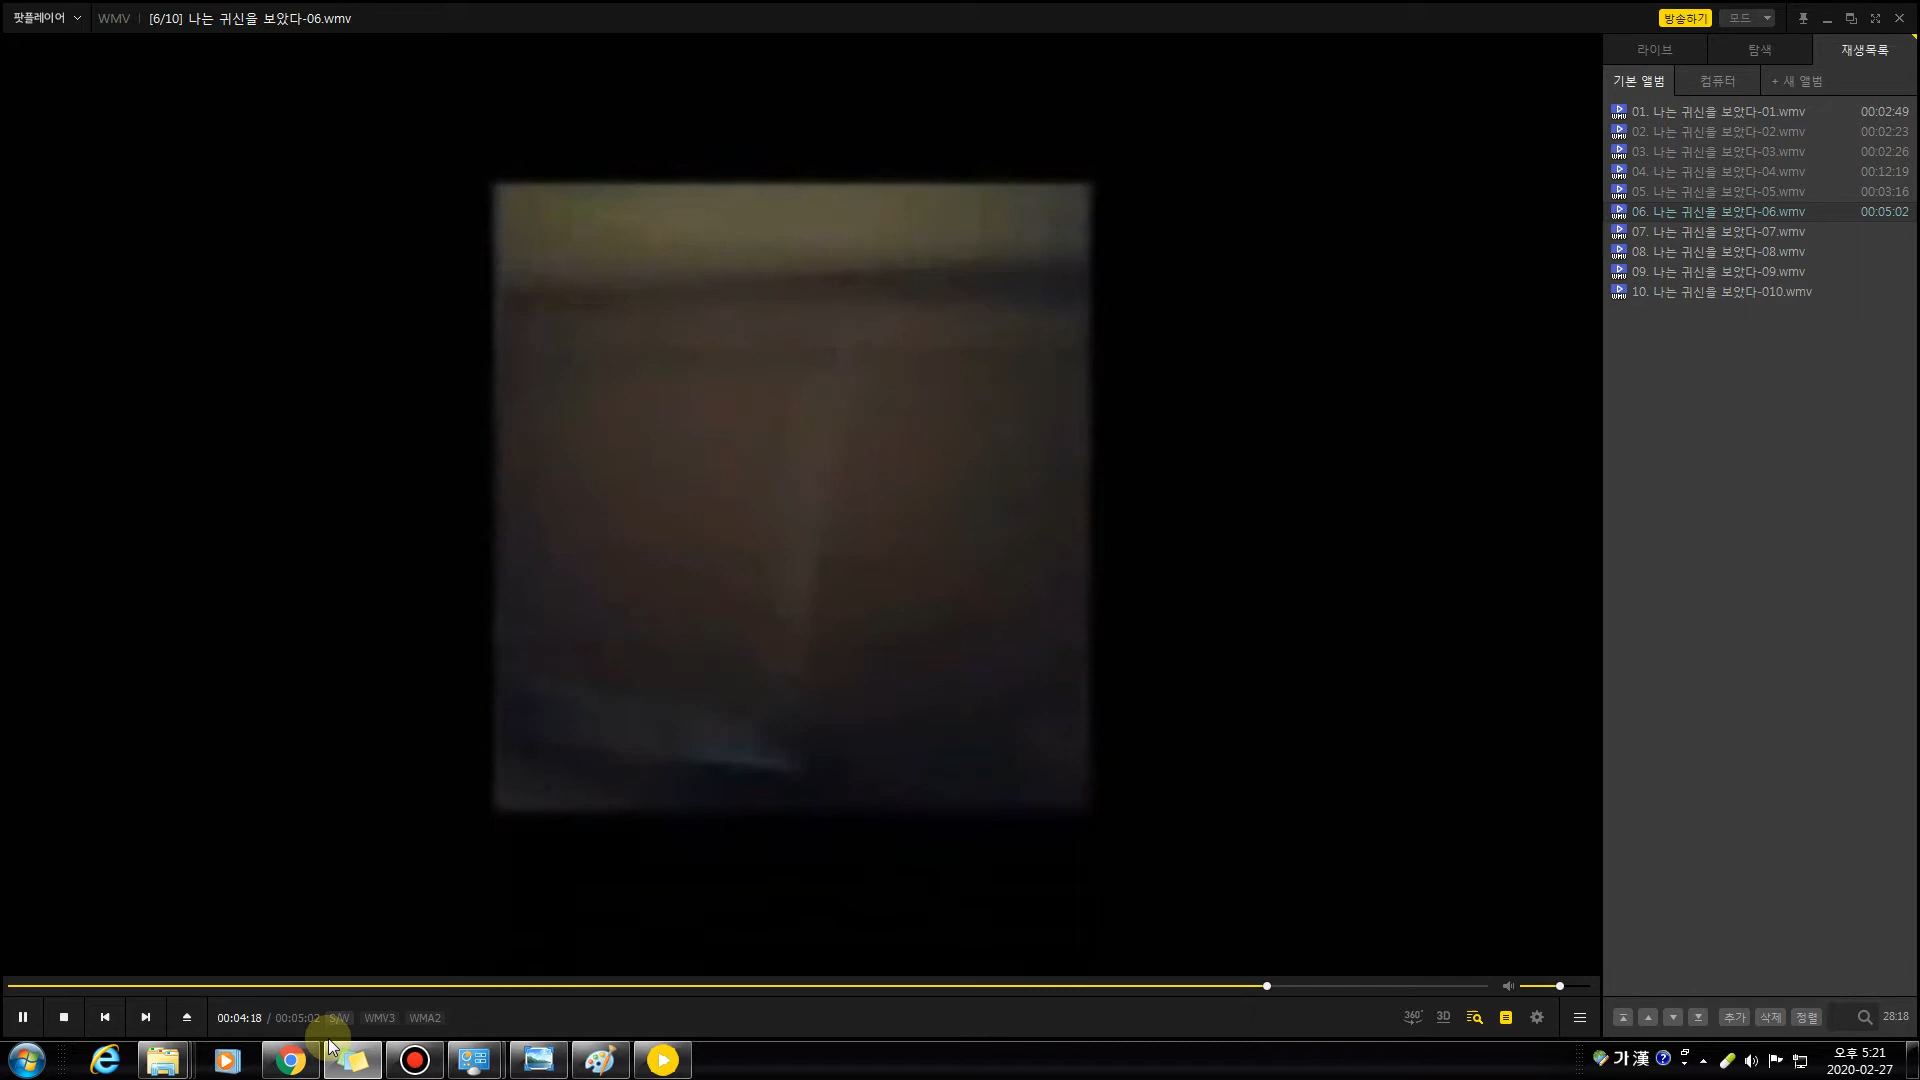 팟플레이어 WMV [6/10] 나는 귀신을 보았다-06.wmv 방송하기 모드
라이브 탐색 재생목록
기본 앨범 컴퓨터 + 새 앨범
01. 나는 귀신을 보았다-01.wmv 00:02:49
02. 나는 귀신을 보았다-02.wmv 00:02:23
03. 나는 귀신을 보았다-03.wmv 00:02:26
04. 나는 귀신을 보았다-04.wmv 00:12:19
05. 나는 귀신을 보았다-05.wmv 00:03:16
06. 나는 귀신을 보았다-06.wmv 00:05:02
07. 나는 귀신을 보았다-07.wmv
08. 나는 귀신을 보았다-08.wmv
09. 나는 귀신을 보았다-09.wmv
10. 나는 귀신을 보았다-010.wmv
00:04:18 / 00:05:02 S/W WMV3 WMA2 360° 3D 추가 삭제 정렬 28:18
가 漢 오후 5:21
2020-02-27